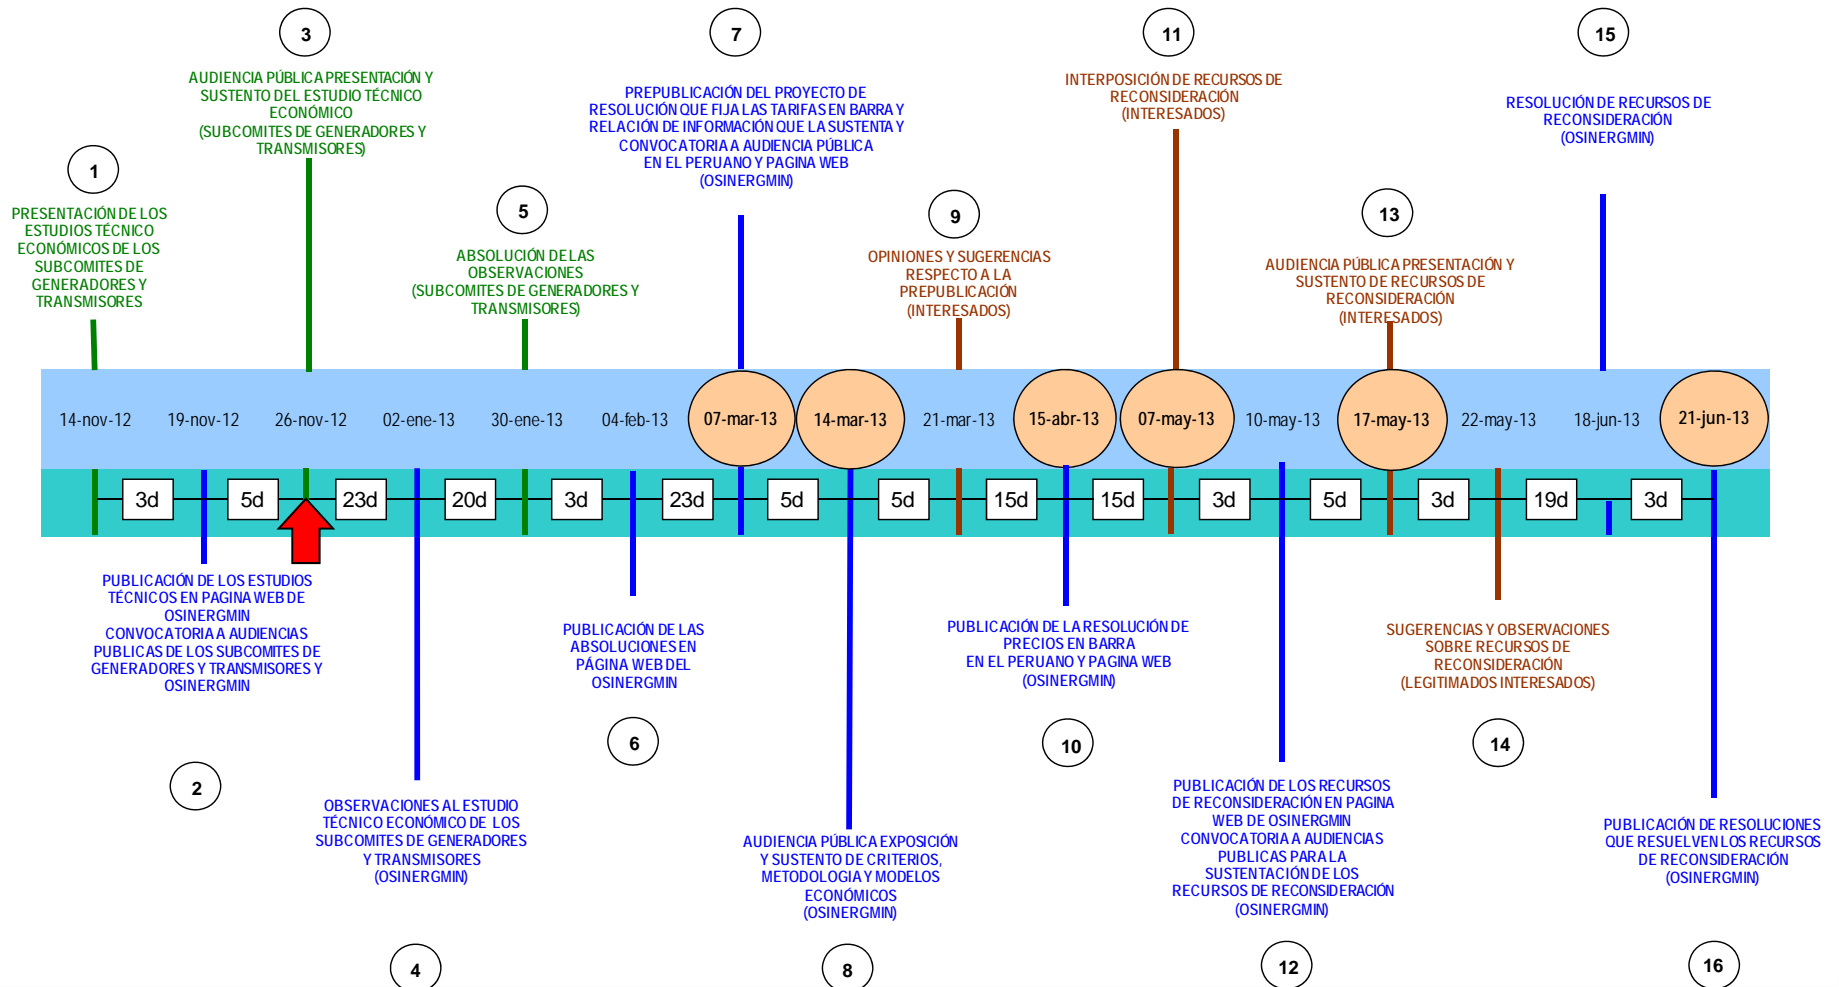 3
AUDIENCIA PÚBLICA PRESENTACIÓN Y
SUSTENTO DEL ESTUDIO TÉCNICO
ECONÓMICO
(SUBCOMITES DE GENERADORES Y
TRANSMISORES)
7
PREPUBLICACIÓN DEL PROYECTO DE
RESOLUCIÓN QUE FIJA LAS TARIFAS EN BARRA Y
RELACIÓN DE INFORMACIÓN QUE LA SUSTENTA Y
CONVOCATORIA A AUDIENCIA PÚBLICA
EN EL PERUANO Y PAGINA WEB
(OSINERGMIN)
11
INTERPOSICIÓN DE RECURSOS DE
RECONSIDERACIÓN
(INTERESADOS)
15
RESOLUCIÓN DE RECURSOS DE
RECONSIDERACIÓN
(OSINERGMIN)
1
PRESENTACIÓN DE LOS
ESTUDIOS TÉCNICO
ECONÓMICOS DE LOS
SUBCOMITES DE
GENERADORES Y
TRANSMISORES
5
ABSOLUCIÓN DE LAS
OBSERVACIONES
(SUBCOMITES DE GENERADORES Y
TRANSMISORES)
9
OPINIONES Y SUGERENCIAS
RESPECTO A LA
PREPUBLICACIÓN
(INTERESADOS)
13
AUDIENCIA PÚBLICA PRESENTACIÓN Y
SUSTENTO DE RECURSOS DE
RECONSIDERACIÓN
(INTERESADOS)
14-nov-12 19-nov-12 26-nov-12 02-ene-13 30-ene-13 04-feb-13 07-mar-13 14-mar-13 21-mar-13 15-abr-13 07-may-13 10-may-13 17-may-13 22-may-13 18-jun-13 21-jun-13
3d 5d 23d 20d 3d 23d 5d 5d 15d 15d 3d 5d 3d 19d 3d
PUBLICACIÓN DE LOS ESTUDIOS
TÉCNICOS EN PAGINA WEB DE
OSINERGMIN
CONVOCATORIA A AUDIENCIAS
PUBLICAS DE LOS SUBCOMITES DE
GENERADORES Y TRANSMISORES Y
OSINERGMIN
2
OBSERVACIONES AL ESTUDIO
TÉCNICO ECONÓMICO DE LOS
SUBCOMITES DE GENERADORES
Y TRANSMISORES
(OSINERGMIN)
4
PUBLICACIÓN DE LAS
ABSOLUCIONES EN
PÁGINA WEB DEL
OSINERGMIN
6
AUDIENCIA PÚBLICA EXPOSICIÓN
Y SUSTENTO DE CRITERIOS,
METODOLOGIA Y MODELOS
ECONÓMICOS
(OSINERGMIN)
8
PUBLICACIÓN DE LA RESOLUCIÓN DE
PRECIOS EN BARRA
EN EL PERUANO Y PAGINA WEB
(OSINERGMIN)
10
PUBLICACIÓN DE LOS RECURSOS
DE RECONSIDERACIÓN EN PAGINA
WEB DE OSINERGMIN
CONVOCATORIA A AUDIENCIAS
PUBLICAS PARA LA
SUSTENTACIÓN DE LOS
RECURSOS DE RECONSIDERACIÓN
(OSINERGMIN)
12
SUGERENCIAS Y OBSERVACIONES
SOBRE RECURSOS DE
RECONSIDERACIÓN
(LEGITIMADOS INTERESADOS)
14
PUBLICACIÓN DE RESOLUCIONES
QUE RESUELVEN LOS RECURSOS
DE RECONSIDERACIÓN
(OSINERGMIN)
16